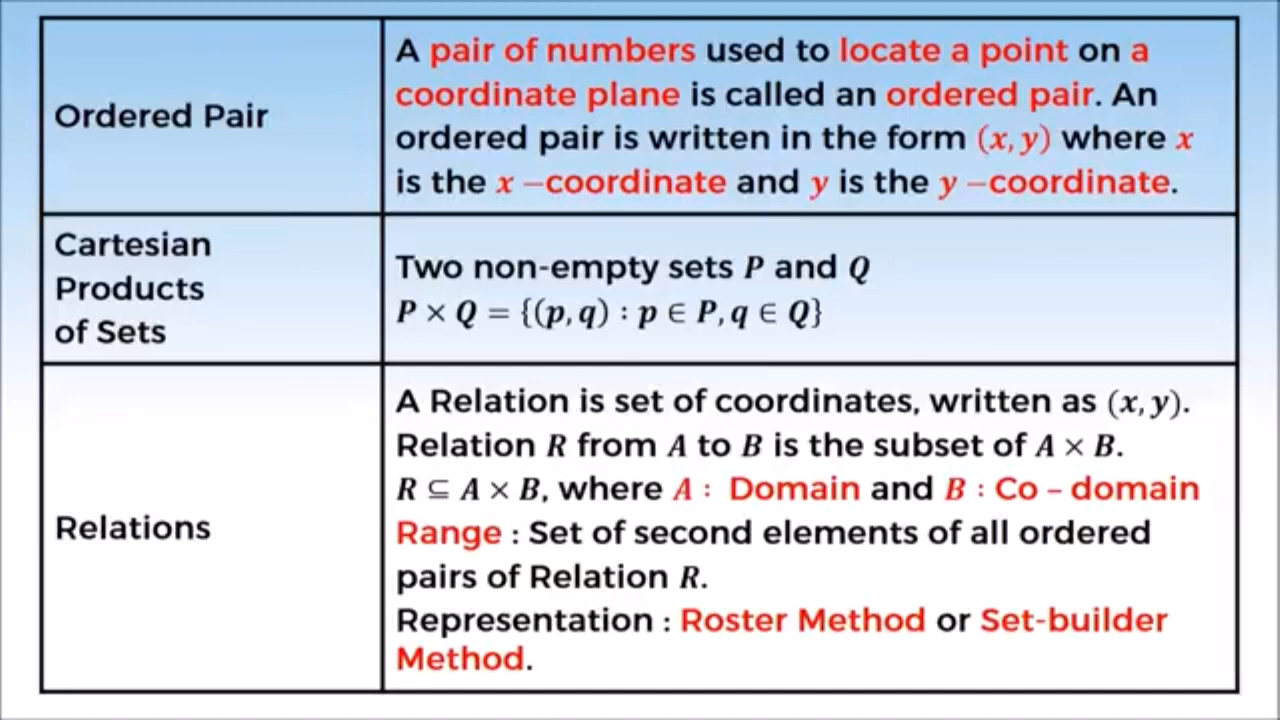 Ordered Pair
A pair of numbers used to locate a point on a
coordinate plane is called an ordered pair. An
ordered pair is written in the form (x, y) where x
is the x −coordinate and y is the y −coordinate.
Cartesian
Products
of Sets
Two non-empty sets P and Q
P × Q = {(p, q) : p ∈ P, q ∈ Q}
Relations
A Relation is set of coordinates, written as (x, y).
Relation R from A to B is the subset of A × B.
R ⊆ A × B, where A : Domain and B : Co – domain
Range : Set of second elements of all ordered
pairs of Relation R.
Representation : Roster Method or Set-builder
Method.